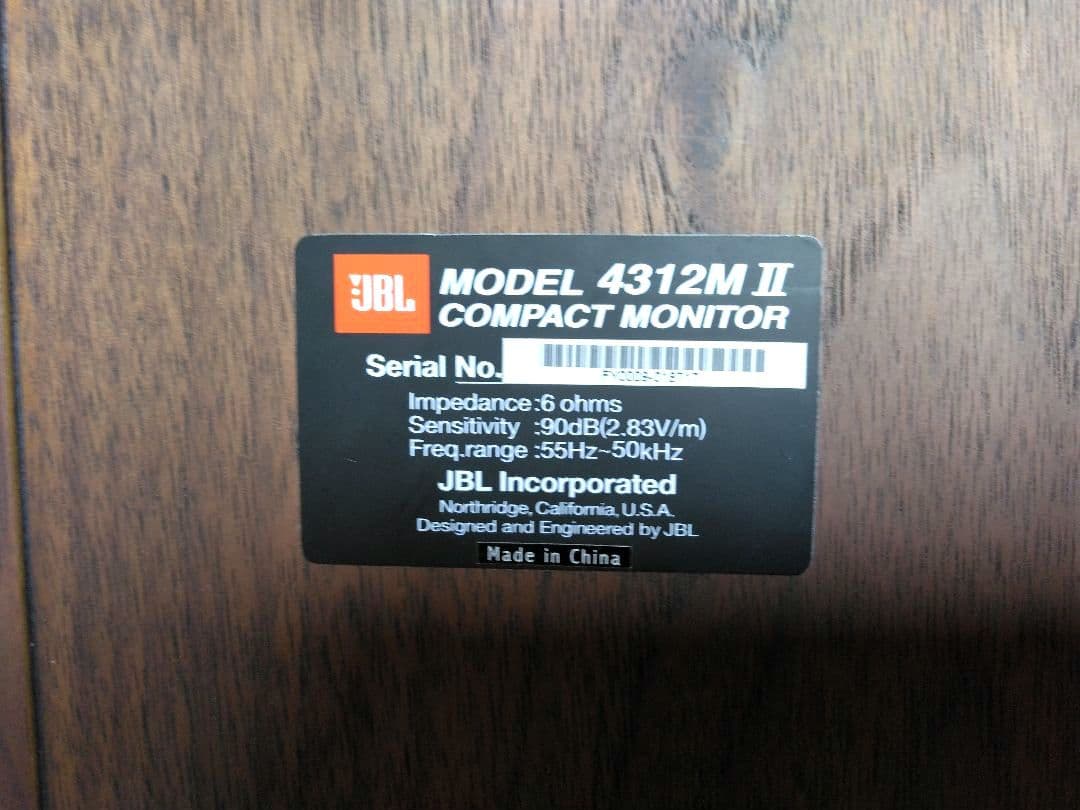 JBL
MODEL 4312M II
COMPACT MONITOR
Serial No.
Impedance:6 ohms
Sensitivity :90dB(2.83V/m)
Freq.range :55Hz~50kHz
JBL Incorporated
Northridge, California, U.S.A.
Designed and Engineered by JBL
Made in China